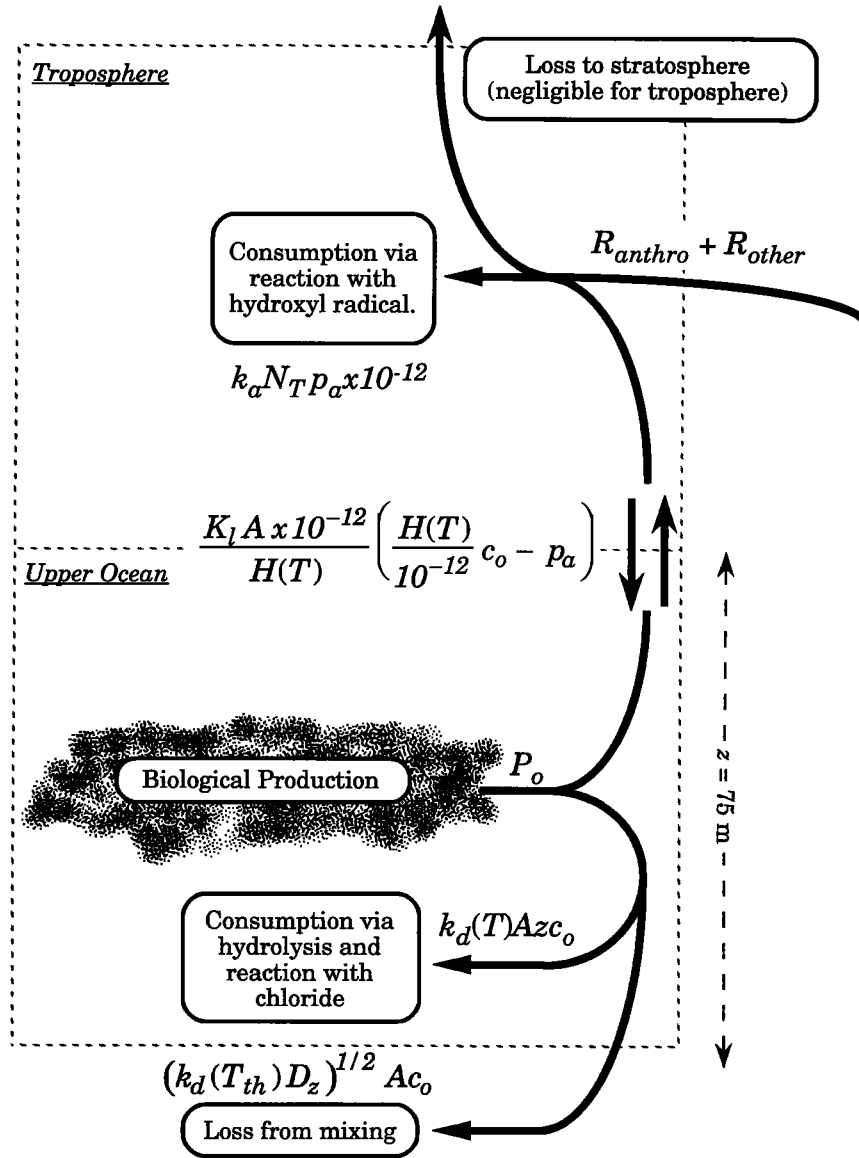 Troposphere
Loss to stratosphere
(negligible for troposphere)
R_anthro + R_other
Consumption via
reaction with
hydroxyl radical.
k_a N_T p_a x10^-12
K_l A x 10^-12 / H(T) ( H(T) / 10^-12 c_o - p_a )
Upper Ocean
z = 75 m
Biological Production
P_o
Consumption via
hydrolysis and
reaction with
chloride
k_d(T)Azc_o
(k_d(T_th)D_z)^1/2 Ac_o
Loss from mixing